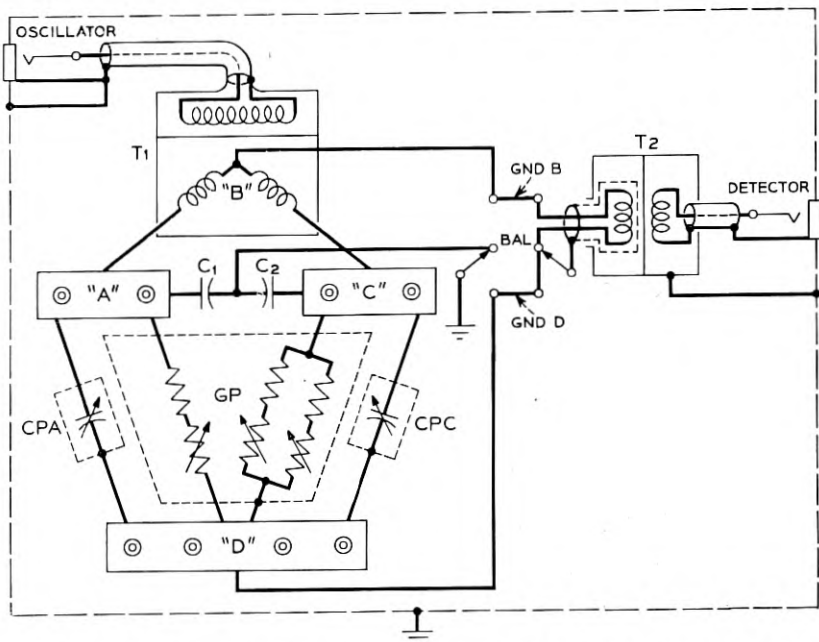 OSCILLATOR
T1
"B"
GND B
T2
DETECTOR
BAL
C1
C2
"A"
"C"
GND D
GP
CPA
CPC
"D"